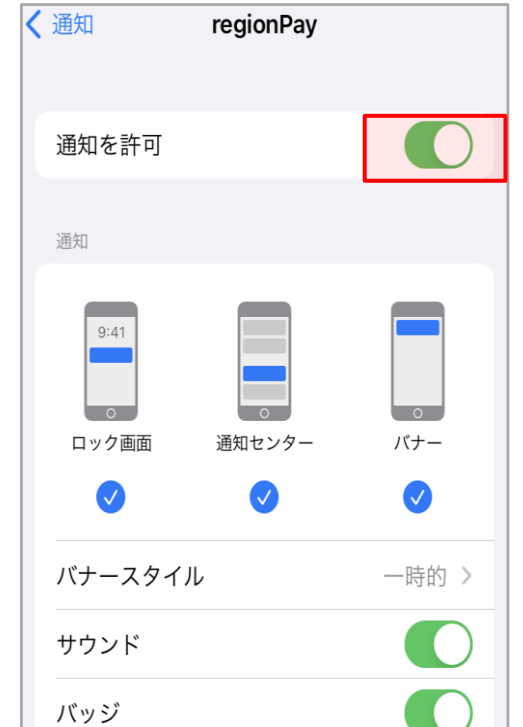 通知
regionPay
通知を許可
通知
9:41
ロック画面
通知センター
バナー
バナースタイル
一時的
サウンド
バッジ